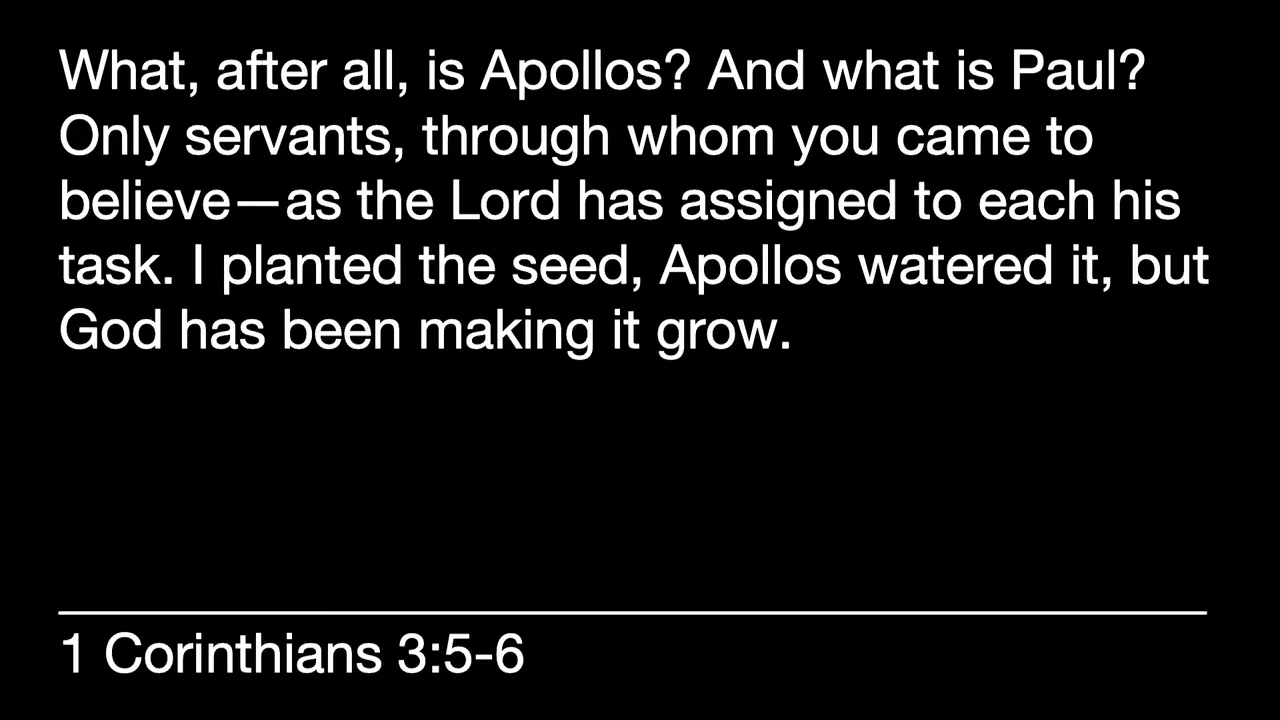 What, after all, is Apollos? And what is Paul?
Only servants, through whom you came to
believe—as the Lord has assigned to each his
task. I planted the seed, Apollos watered it, but
God has been making it grow.
1 Corinthians 3:5-6